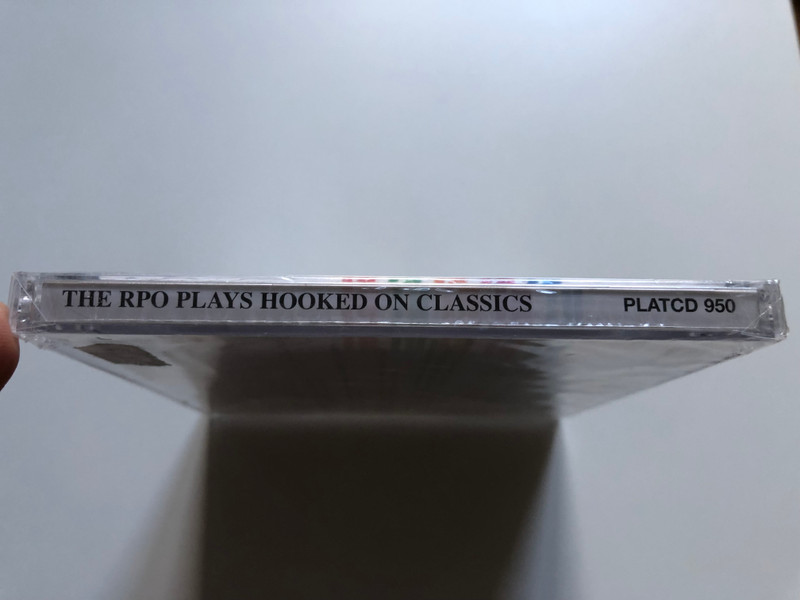 THE RPO PLAYS HOOKED ON CLASSICS PLATCD 950